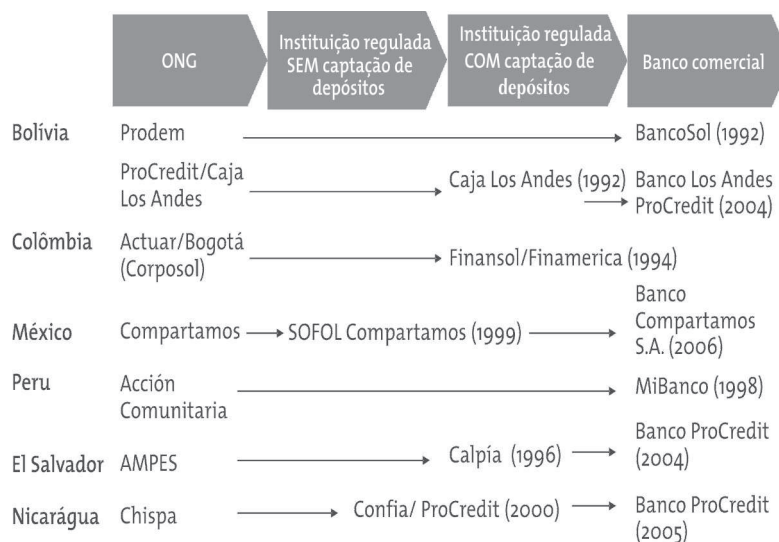 ONG
Instituição regulada
SEM captação de
depósitos
Instituição regulada
COM captação de
depósitos
Banco comercial
Bolívia
Prodem
BancoSol (1992)
ProCredit/Caja
Los Andes
Caja Los Andes (1992)
Banco Los Andes
ProCredit (2004)
Colômbia
Actuar/Bogotá
(Corposol)
Finansol/Finamerica (1994)
México
Compartamos
SOFOL Compartamos (1999)
Banco
Compartamos
S.A. (2006)
Peru
Acción
Comunitaria
MiBanco (1998)
El Salvador
AMPES
Calpía (1996)
Banco ProCredit
(2004)
Nicarágua
Chispa
Confia/ ProCredit (2000)
Banco ProCredit
(2005)